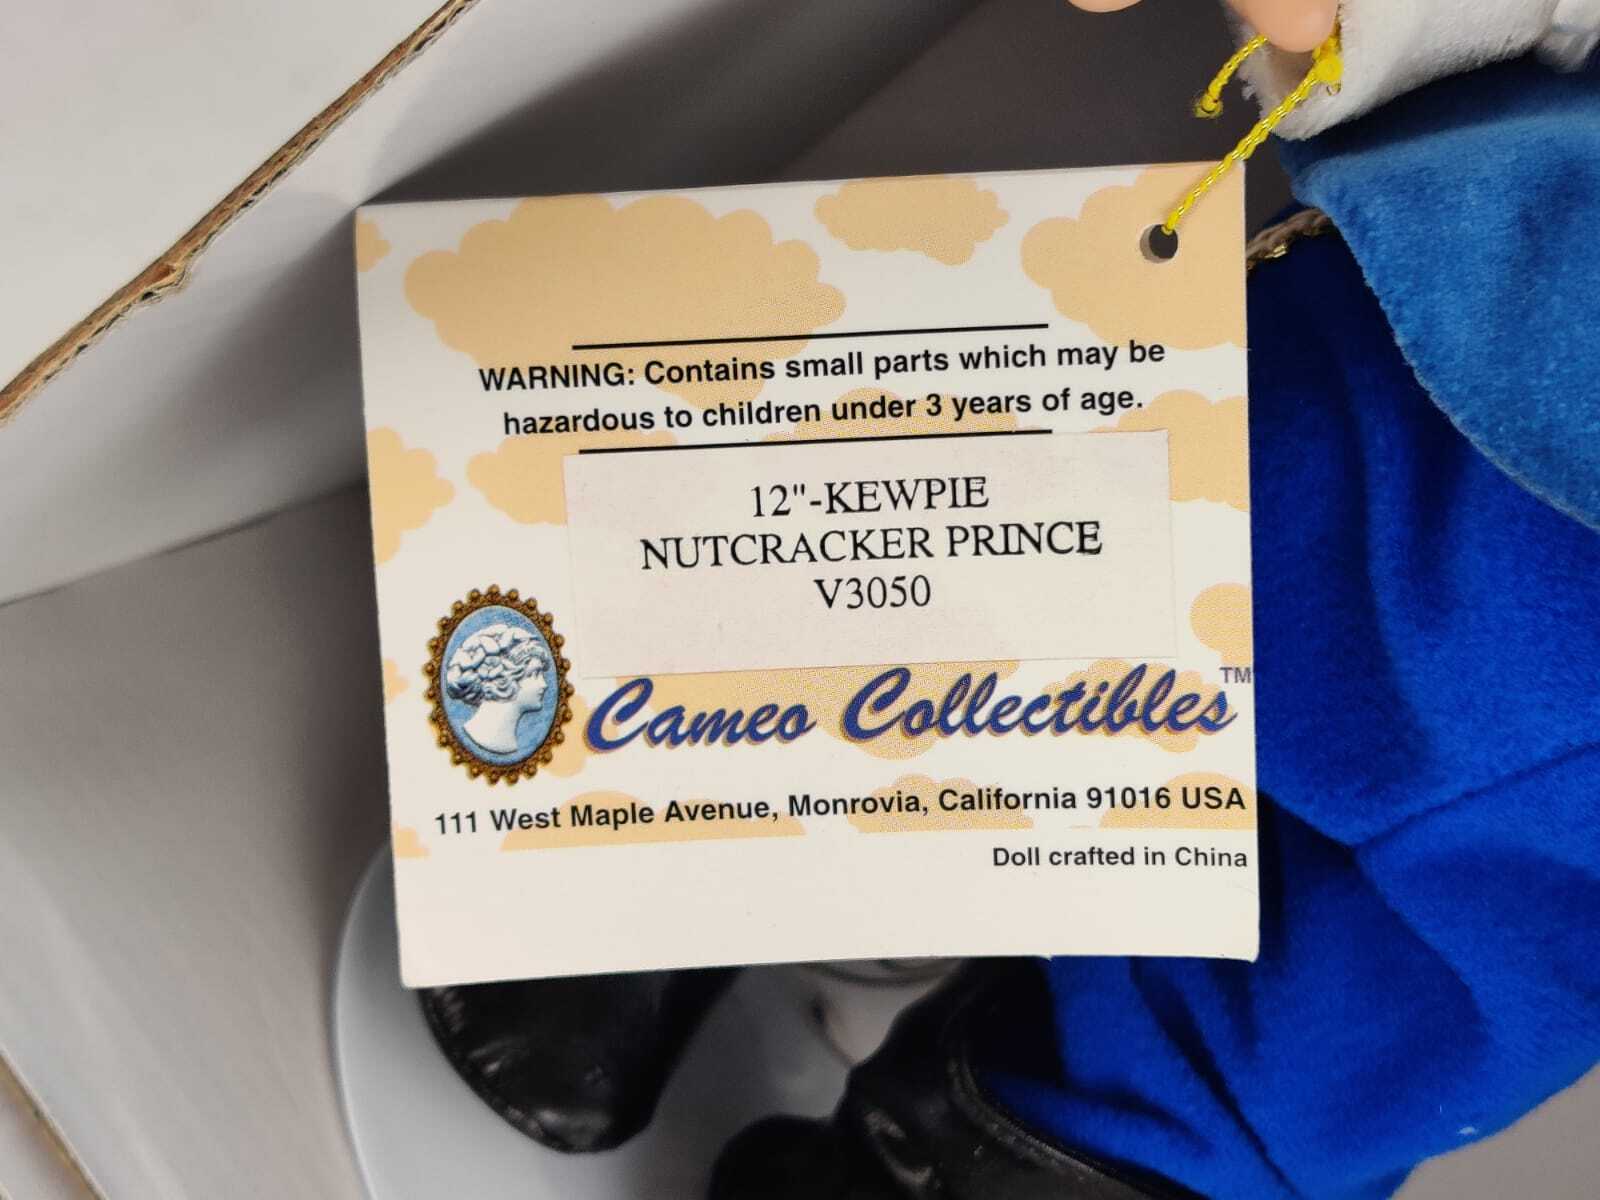 WARNING: Contains small parts which may be
hazardous to children under 3 years of age.
12"-KEWPIE
NUTCRACKER PRINCE
V3050
Cameo Collectibles™
111 West Maple Avenue, Monrovia, California 91016 USA
Doll crafted in China